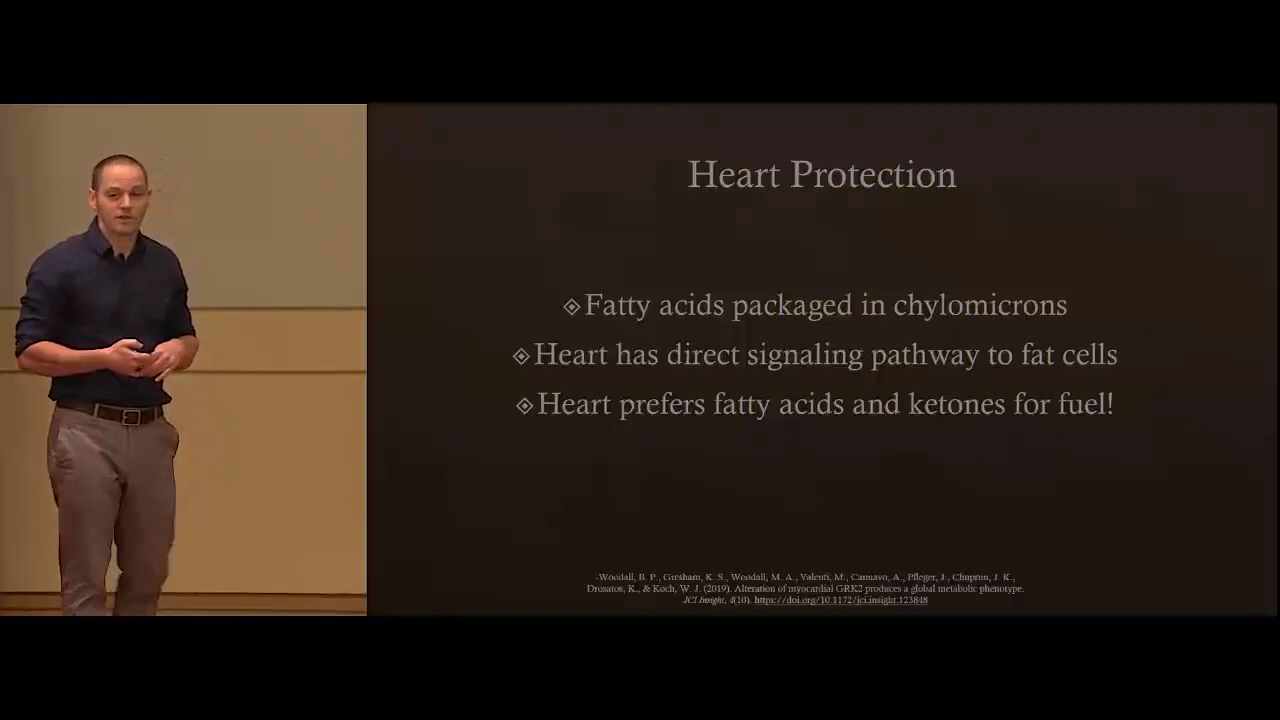 Heart Protection
Fatty acids packaged in chylomicrons
Heart has direct signaling pathway to fat cells
Heart prefers fatty acids and ketones for fuel!
-Woodall, B. P., Gresham, K. S., Woodall, M. A., Valenti, M., Cannavo, A., Pfleger, J., Chuprun, J. K.,
Drosatos, K., & Koch, W. J. (2019). Alteration of myocardial GRK2 produces a global metabolic phenotype.
JCI Insight, 4(10). https://doi.org/10.1172/jci.insight.123848